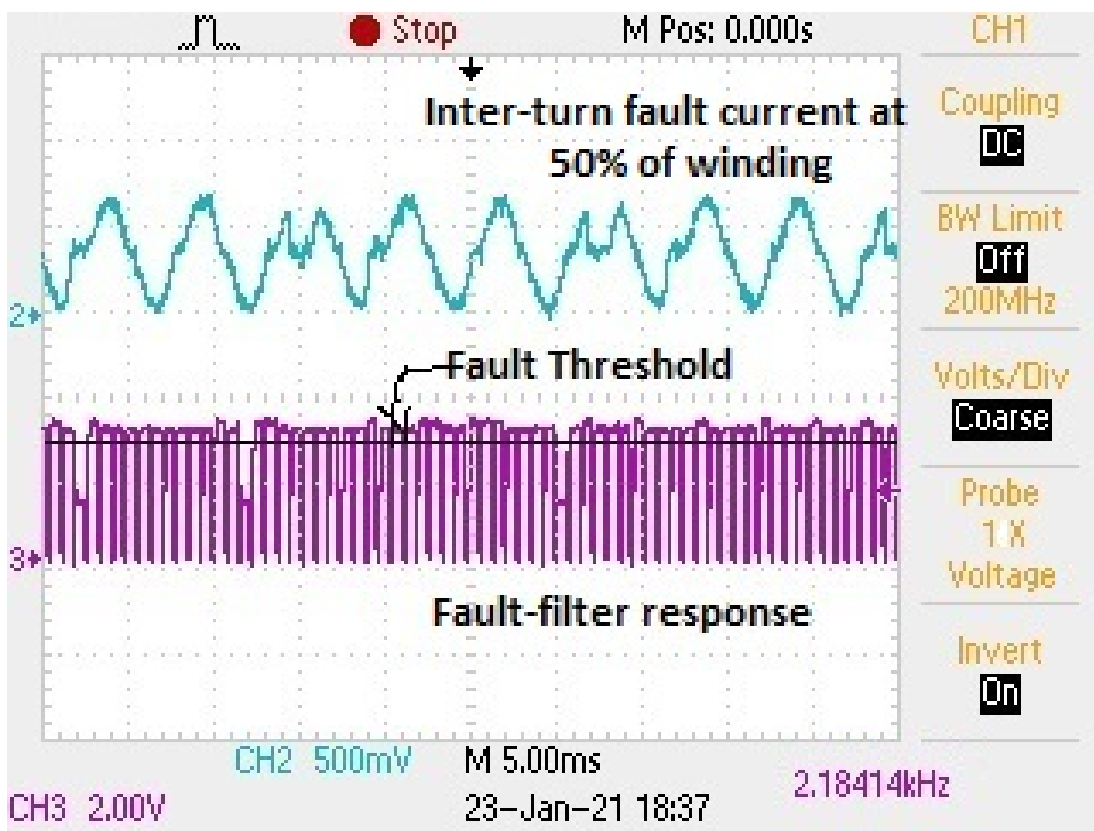 Stop
M Pos: 0.000s
CH1
Inter-turn fault current at
50% of winding
Coupling
DC
BW Limit
Off
200MHz
2
Fault Threshold
Volts/Div
Coarse
Probe
1X
Voltage
3
Fault-filter response
Invert
On
CH2 500mV
M 5.00ms
2.18414kHz
CH3 2.00V
23-Jan-21 18:37